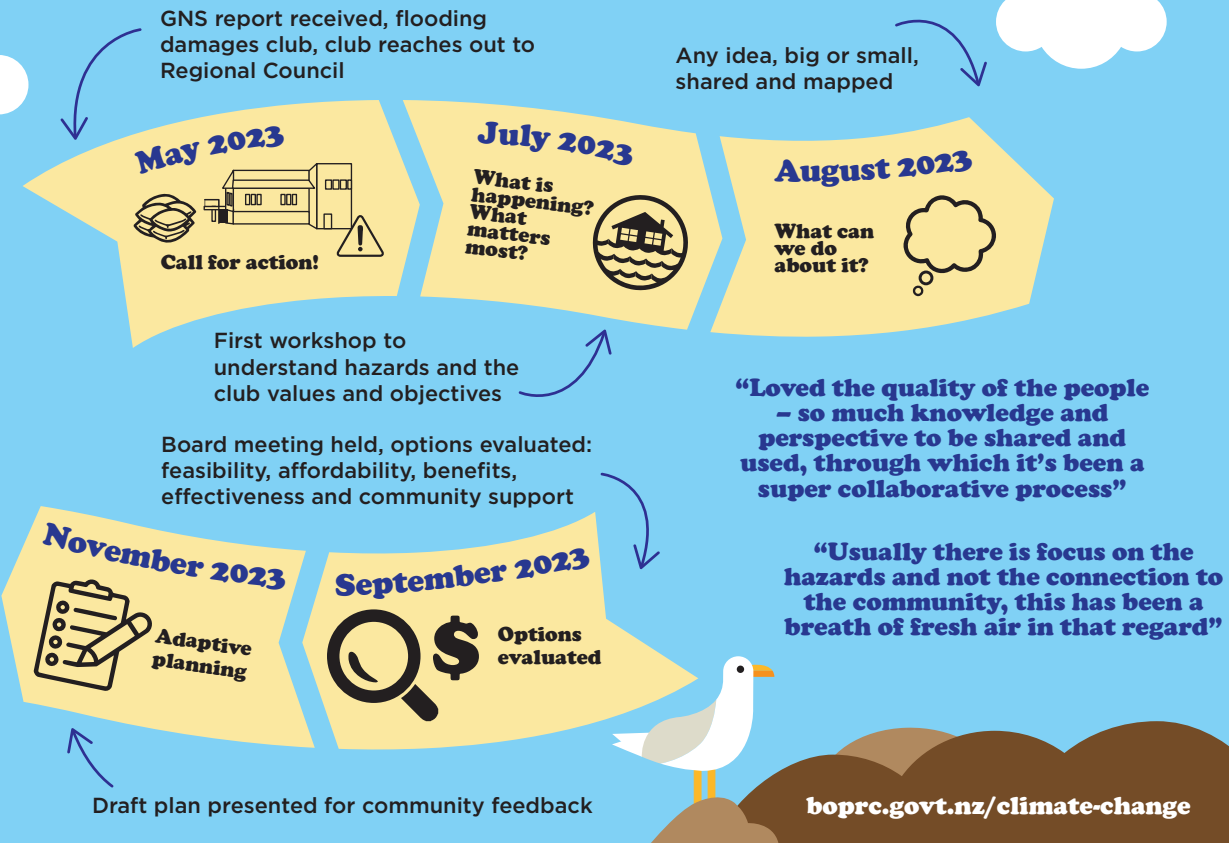 GNS report received, flooding
damages club, club reaches out to
Regional Council
May 2023
Call for action!
First workshop to
understand hazards and the
club values and objectives
July 2023
What is
happening?
What
matters
most?
Any idea, big or small,
shared and mapped
August 2023
What can
we do
about it?
Board meeting held, options evaluated:
feasibility, affordability, benefits,
effectiveness and community support
September 2023
$
Options
evaluated
November 2023
Adaptive
planning
Draft plan presented for community feedback
“Loved the quality of the people
– so much knowledge and
perspective to be shared and
used, through which it’s been a
super collaborative process”
“Usually there is focus on the
hazards and not the connection to
the community, this has been a
breath of fresh air in that regard”
boprc.govt.nz/climate-change